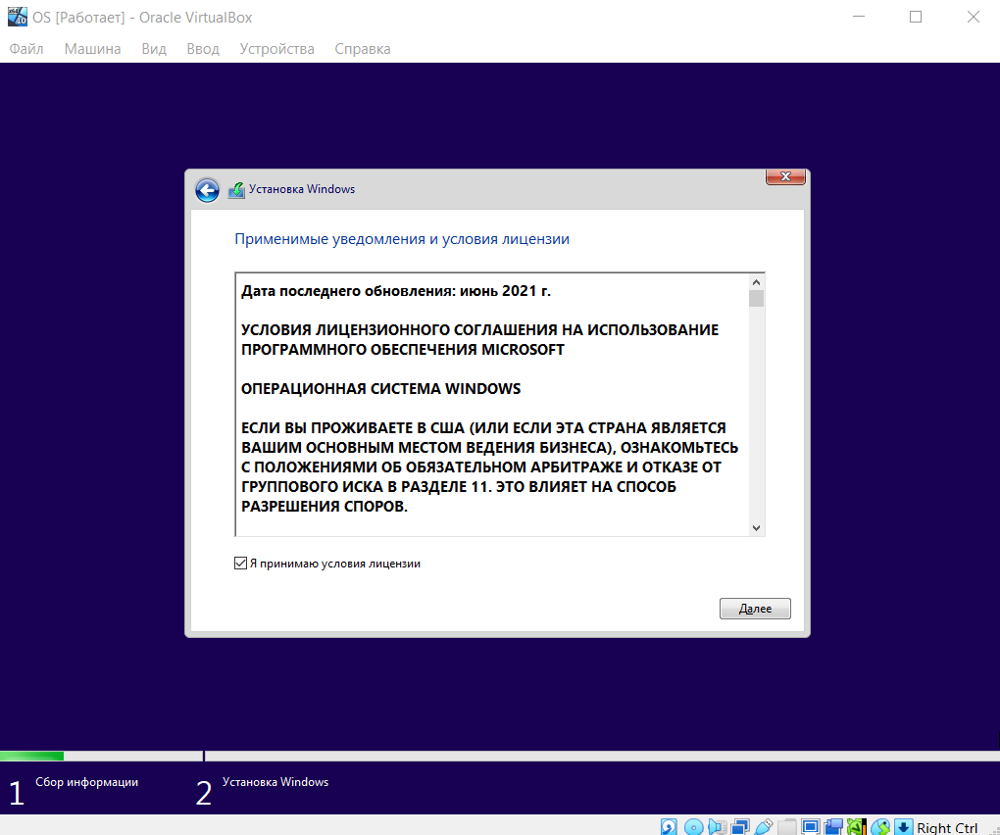 OS [Работает] - Oracle VirtualBox
Файл Машина Вид Ввод Устройства Справка
Установка Windows
Применимые уведомления и условия лицензии
Дата последнего обновления: июнь 2021 г.
УСЛОВИЯ ЛИЦЕНЗИОННОГО СОГЛАШЕНИЯ НА ИСПОЛЬЗОВАНИЕ
ПРОГРАММНОГО ОБЕСПЕЧЕНИЯ MICROSOFT
ОПЕРАЦИОННАЯ СИСТЕМА WINDOWS
ЕСЛИ ВЫ ПРОЖИВАЕТЕ В США (ИЛИ ЕСЛИ ЭТА СТРАНА ЯВЛЯЕТСЯ
ВАШИМ ОСНОВНЫМ МЕСТОМ ВЕДЕНИЯ БИЗНЕСА), ОЗНАКОМЬТЕСЬ
С ПОЛОЖЕНИЯМИ ОБ ОБЯЗАТЕЛЬНОМ АРБИТРАЖЕ И ОТКАЗЕ ОТ
ГРУППОВОГО ИСКА В РАЗДЕЛЕ 11. ЭТО ВЛИЯЕТ НА СПОСОБ
РАЗРЕШЕНИЯ СПОРОВ.
Я принимаю условия лицензии
Далее
1 Сбор информации 2 Установка Windows
Right Ctrl